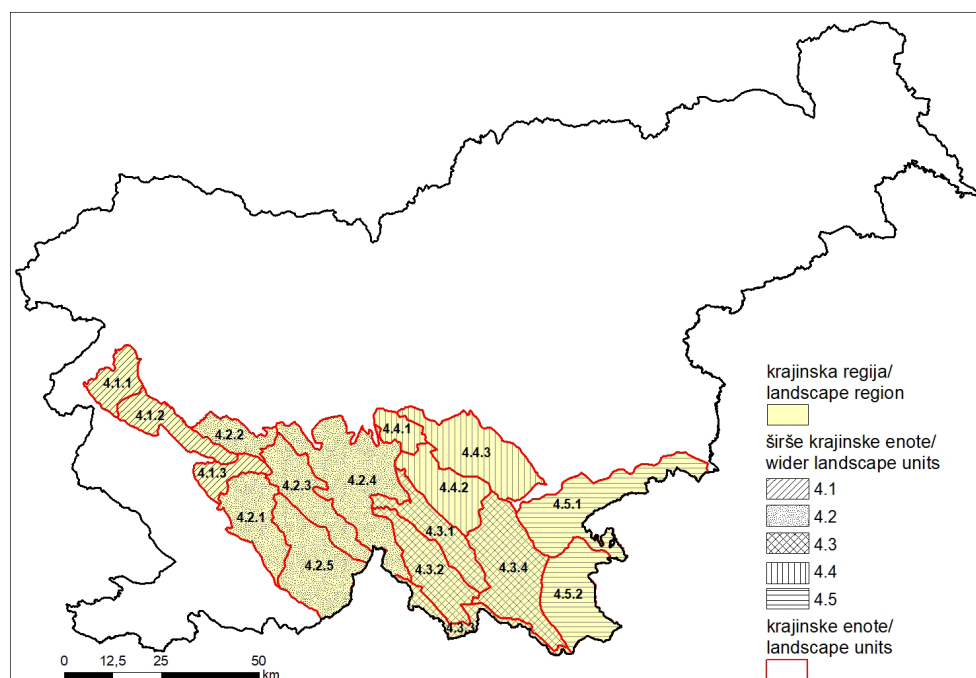 4.1.1
4.1.2
4.1.3
4.2.2
4.2.3
4.2.1
4.2.4
4.2.5
4.4.1
4.4.3
4.4.2
4.3.1
4.3.2
4.3.3
4.3.4
4.5.1
4.5.2
krajinska regija/
landscape region
širše krajinske enote/
wider landscape units
4.1
4.2
4.3
4.4
4.5
krajinske enote/
landscape units
0 12,5 25 50
km